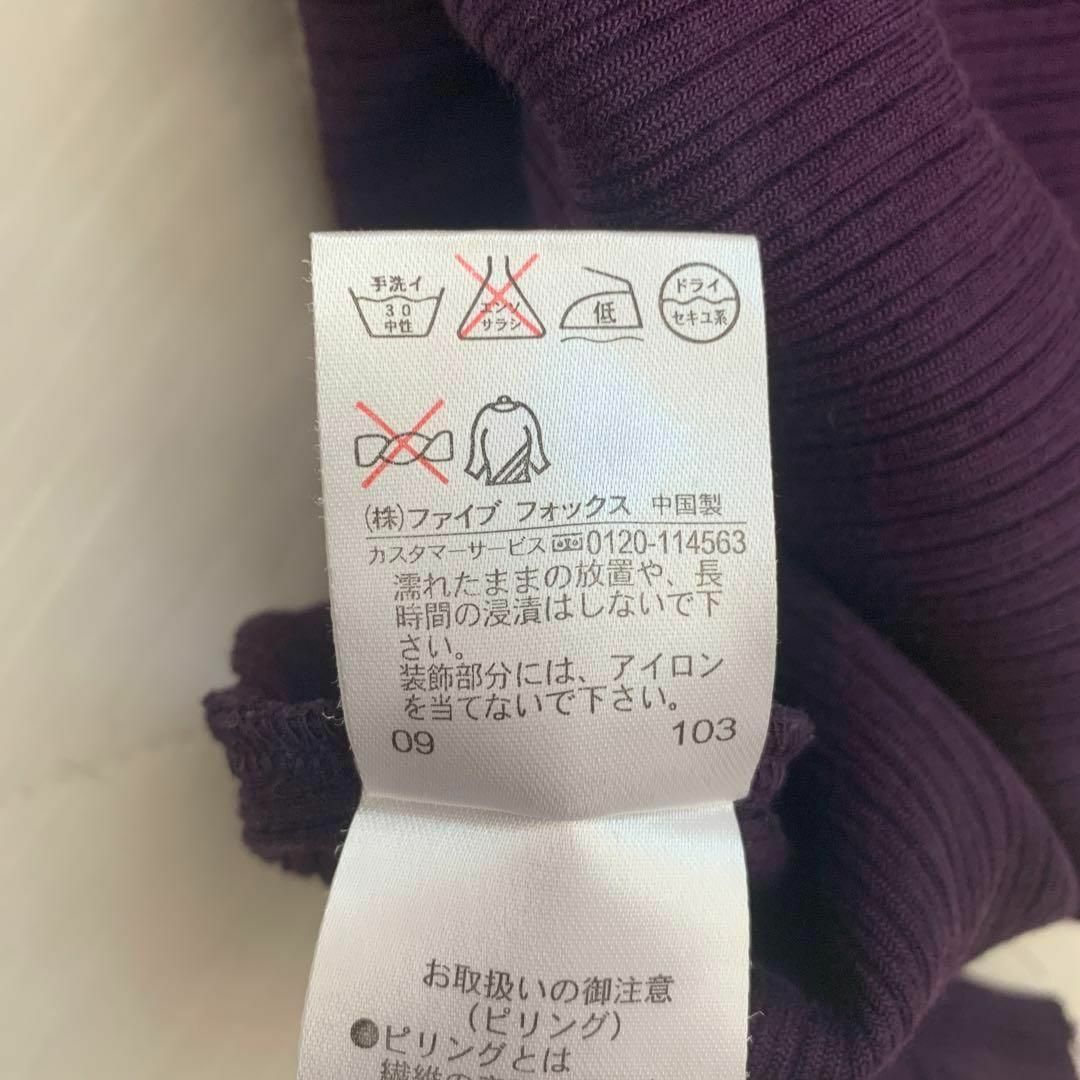 手洗イ
30
中性
エンソ
サラシ
低
ドライ
セキユ系
(株)ファイブ フォックス 中国製
カスタマーサービス 0120-114563
濡れたままの放置や、長
時間の浸漬はしないで下
さい。
装飾部分には、アイロン
を当てないで下さい。
09 103
お取扱いの御注意
(ピリング)
●ピリングとは
繊維の